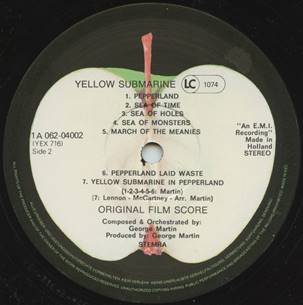 YELLOW SUBMARINE LC 1074
1. PEPPERLAND
2. SEA OF TIME
3. SEA OF HOLES
4. SEA OF MONSTERS
5. MARCH OF THE MEANIES
1 A 062-04002
(YEX 716)
Side 2
"An E.M.I.
Recording"
Made in
Holland
STEREO
6. PEPPERLAND LAID WASTE
7. YELLOW SUBMARINE IN PEPPERLAND
(1-2-3-4-5-6: Martin)
(7: Lennon - McCartney - Arr. Martin)
ORIGINAL FILM SCORE
Composed & Orchestrated by:
George Martin
Produced by: George Martin
STEMRA